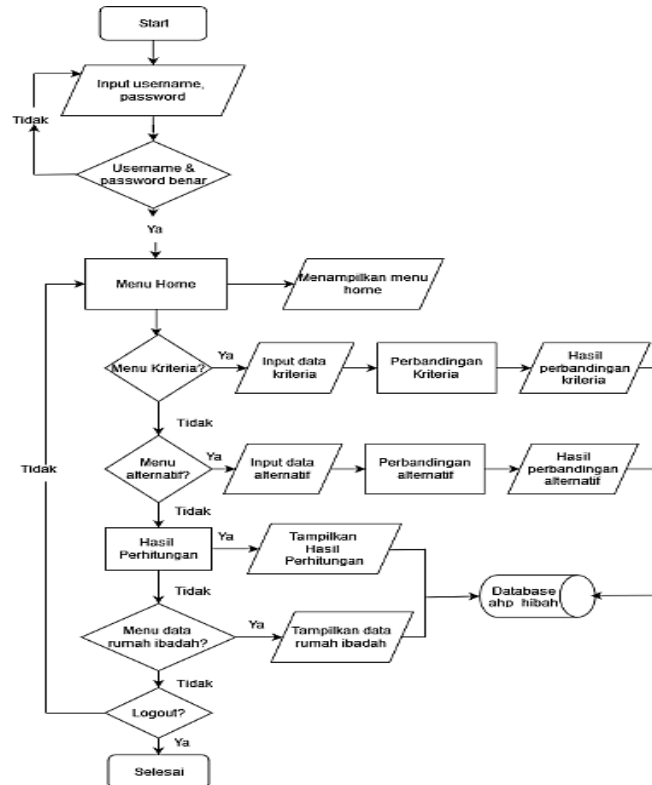 Start
Input username,
password
Tidak
Username &
password benar
Ya
Menu Home
Menampilkan menu
home
Menu Kriteria?
Ya
Input data
kriteria
Perbandingan
Kriteria
Hasil
perbandingan
kriteria
Tidak
Tidak
Menu
alternatif?
Ya
Input data
alternatif
Perbandingan
alternatif
Hasil
perbandingan
alternatif
Tidak
Hasil
Perhitungan
Ya
Tampilkan
Hasil
Perhitungan
Tidak
Database
ahp_hibah
Menu data
rumah ibadah?
Ya
Tampilkan data
rumah ibadah
Tidak
Logout?
Ya
Selesai